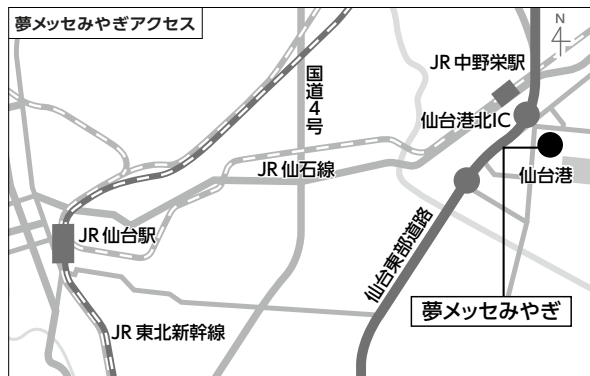 夢メッセみやぎアクセス
N
JR 中野栄駅
国道4号
仙台港北IC
JR 仙石線
仙台港
JR 仙台駅
仙台東部道路
夢メッセみやぎ
JR 東北新幹線